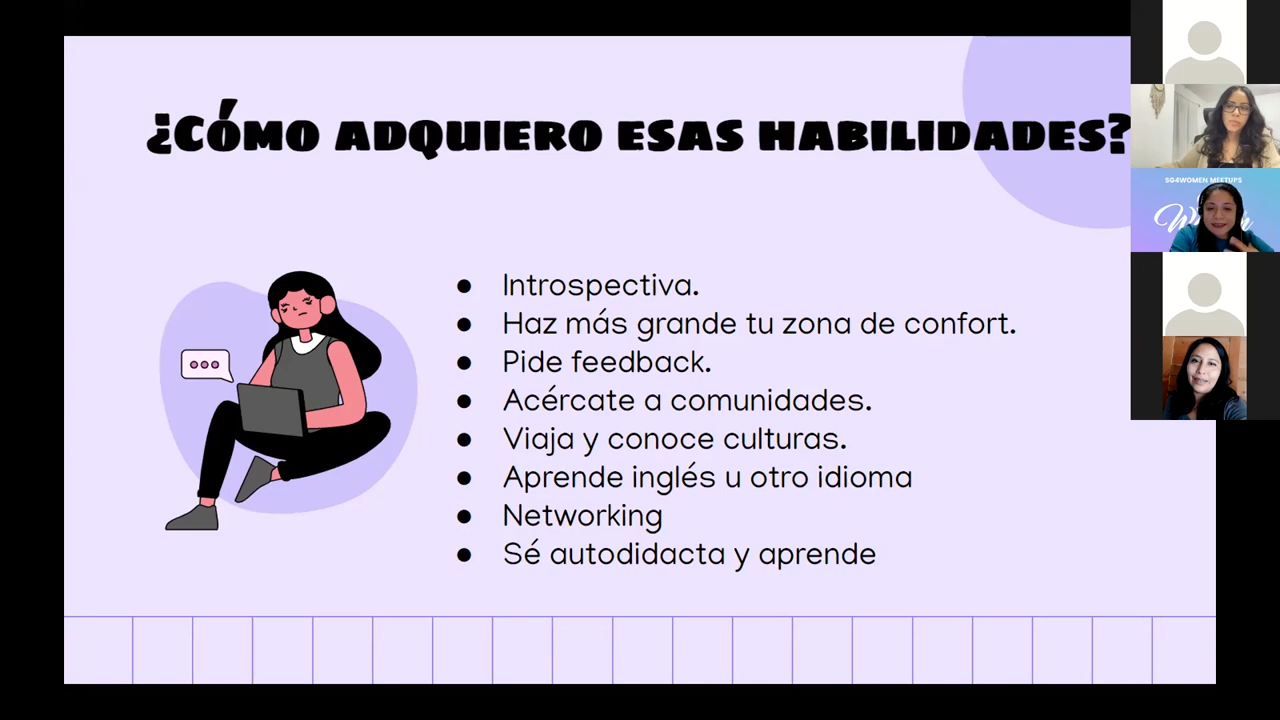 ¿Cómo adquiero esas habilidades?
SG4WOMEN MEETUPS
● Introspectiva.
● Haz más grande tu zona de confort.
● Pide feedback.
● Acércate a comunidades.
● Viaja y conoce culturas.
● Aprende inglés u otro idioma
● Networking
● Sé autodidacta y aprende